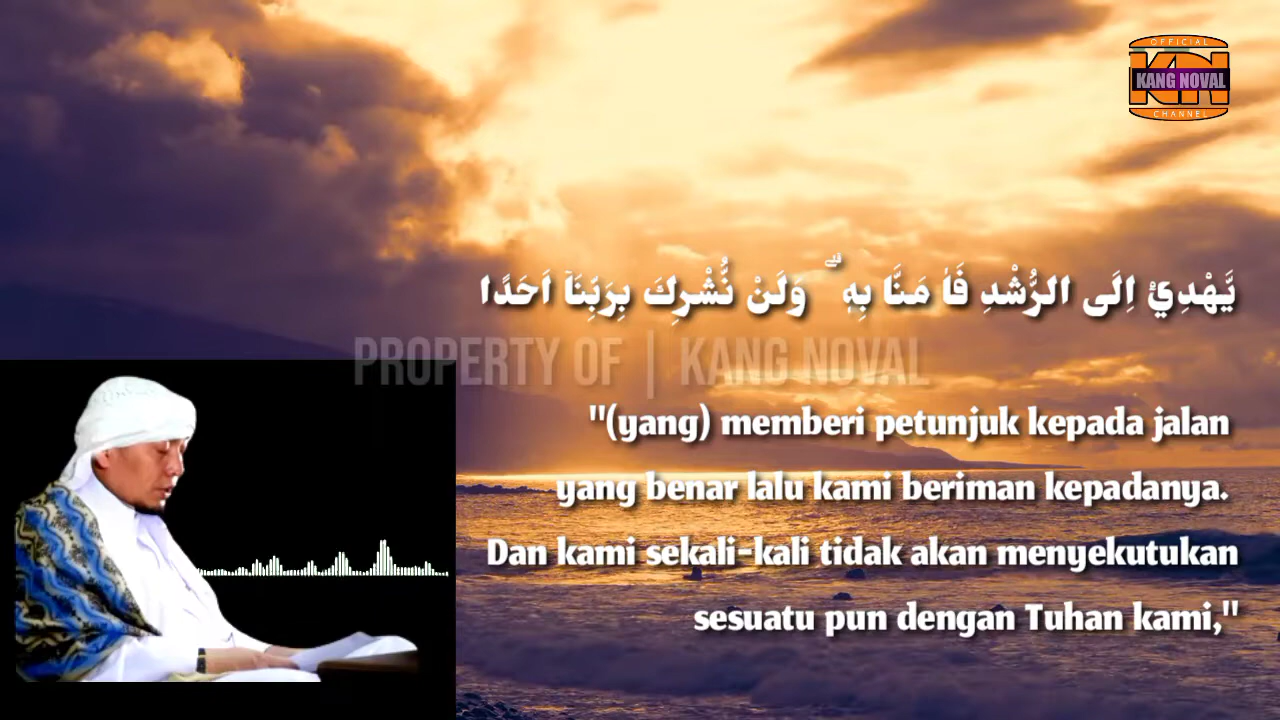 OFFICIAL
KN
KANG NOVAL
CHANNEL
يَّهْدِيْۤ اِلَى الرُّشْدِ فَاٰ مَنَّا بِهٖ ۗ وَلَنْ نُّشْرِكَ بِرَبِّنَاۤ اَحَدًا
PROPERTY OF | KANG NOVAL
"(yang) memberi petunjuk kepada jalan
yang benar lalu kami beriman kepadanya.
Dan kami sekali-kali tidak akan menyekutukan
sesuatu pun dengan Tuhan kami,"